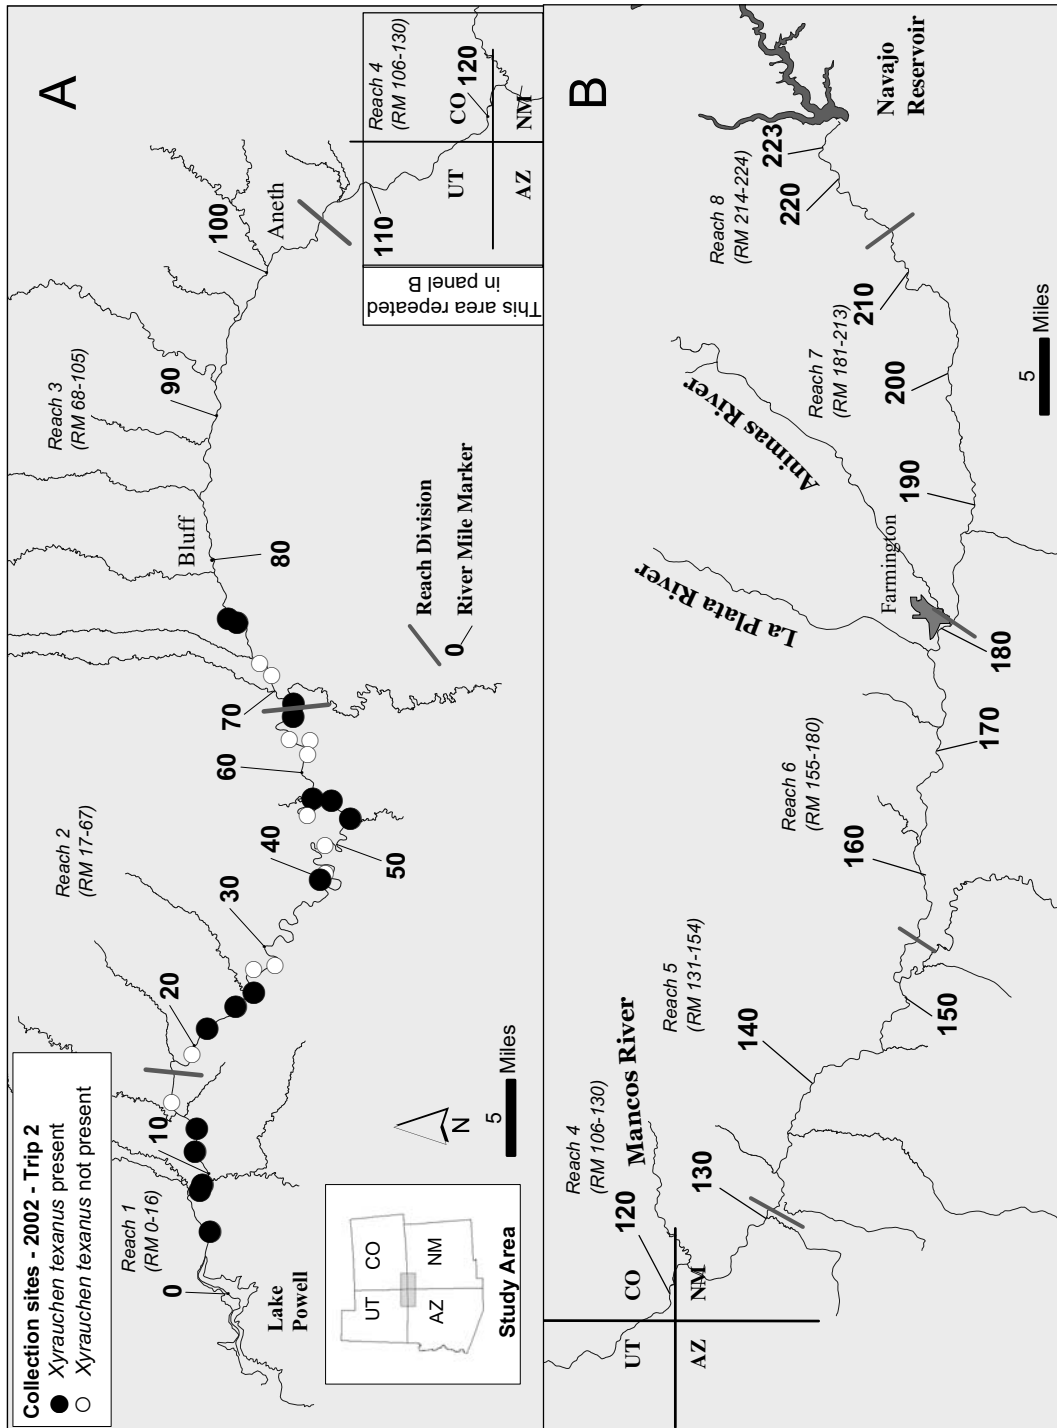 A
Collection sites - 2002 - Trip 2
Xyrauchen texanus present
Xyrauchen texanus not present
Reach 1
(RM 0-16)
Reach 2
(RM 17-67)
Reach 3
(RM 68-105)
Reach 4
(RM 106-130)
0
10
20
30
40
50
60
70
80
90
100
110
120
Bluff
Aneth
Lake
Powell
UT
CO
AZ
NM
This area repeated
in panel B
Reach Division
0
River Mile Marker
N
5
Miles
UT
CO
AZ
NM
Study Area
B
Reach 4
(RM 106-130)
Reach 5
(RM 131-154)
Reach 6
(RM 155-180)
Reach 7
(RM 181-213)
Reach 8
(RM 214-224)
UT
CO
AZ
NM
120
Mancos River
130
140
150
160
170
180
190
200
210
220
223
La Plata River
Animas River
Farmington
Navajo
Reservoir
5
Miles